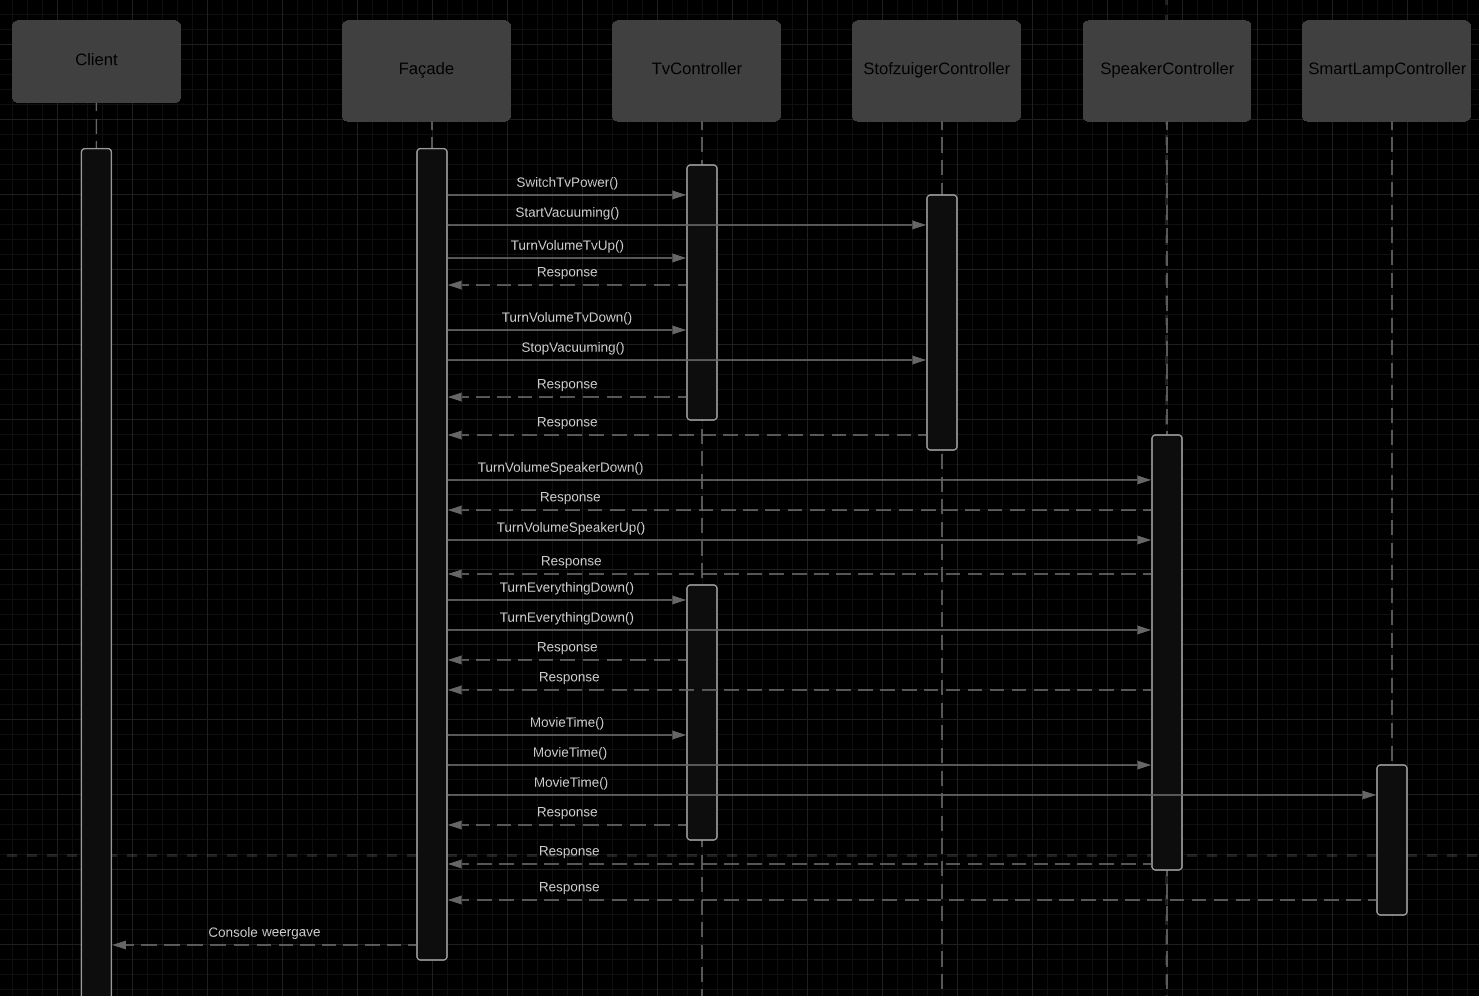 Client
Façade
TvController
StofzuigerController
SpeakerController
SmartLampController
SwitchTvPower()
StartVacuuming()
TurnVolumeTvUp()
Response
TurnVolumeTvDown()
StopVacuuming()
Response
Response
TurnVolumeSpeakerDown()
Response
TurnVolumeSpeakerUp()
Response
TurnEverythingDown()
TurnEverythingDown()
Response
Response
MovieTime()
MovieTime()
MovieTime()
Response
Response
Response
Console weergave